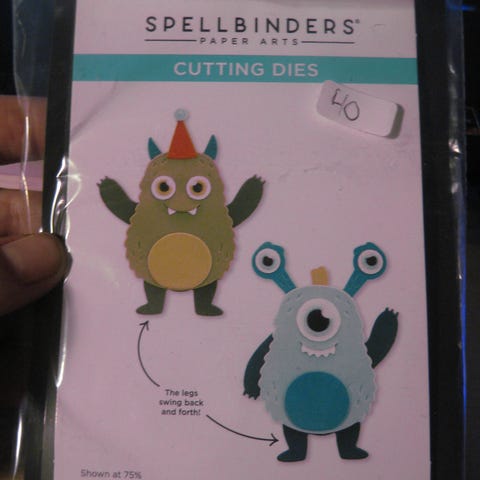 SPELLBINDERS®
PAPER ARTS
CUTTING DIES
40
The legs
swing back
and forth!
Shown at 75%